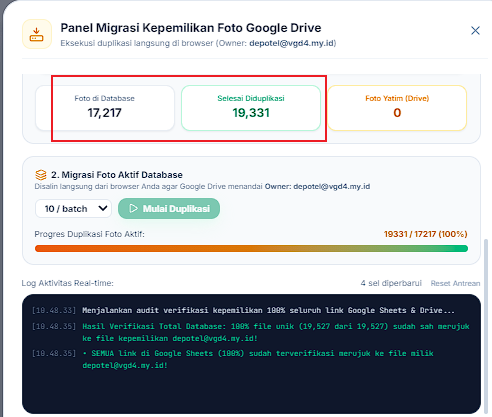 Panel Migrasi Kepemilikan Foto Google Drive
Eksekusi duplikasi langsung di browser (Owner: depotel@vgd4.my.id)
Foto di Database
17,217
Selesai Diduplikasi
19,331
Foto Yatim (Drive)
0
2. Migrasi Foto Aktif Database
Disalin langsung dari browser Anda agar Google Drive menandai Owner: depotel@vgd4.my.id
10 / batch
Mulai Duplikasi
Progres Duplikasi Foto Aktif:
19331 / 17217 (100%)
Log Aktivitas Real-time:
4 sel diperbarui
Reset Antrean
[10.48.33] Menjalankan audit verifikasi kepemilikan 100% seluruh link Google Sheets & Drive...
[10.48.35] Hasil Verifikasi Total Database: 100% file unik (19,527 dari 19,527) sudah sah merujuk
ke file kepemilikan depotel@vgd4.my.id!
[10.48.35] • SEMUA link di Google Sheets (100%) sudah terverifikasi merujuk ke file milik
depotel@vgd4.my.id!